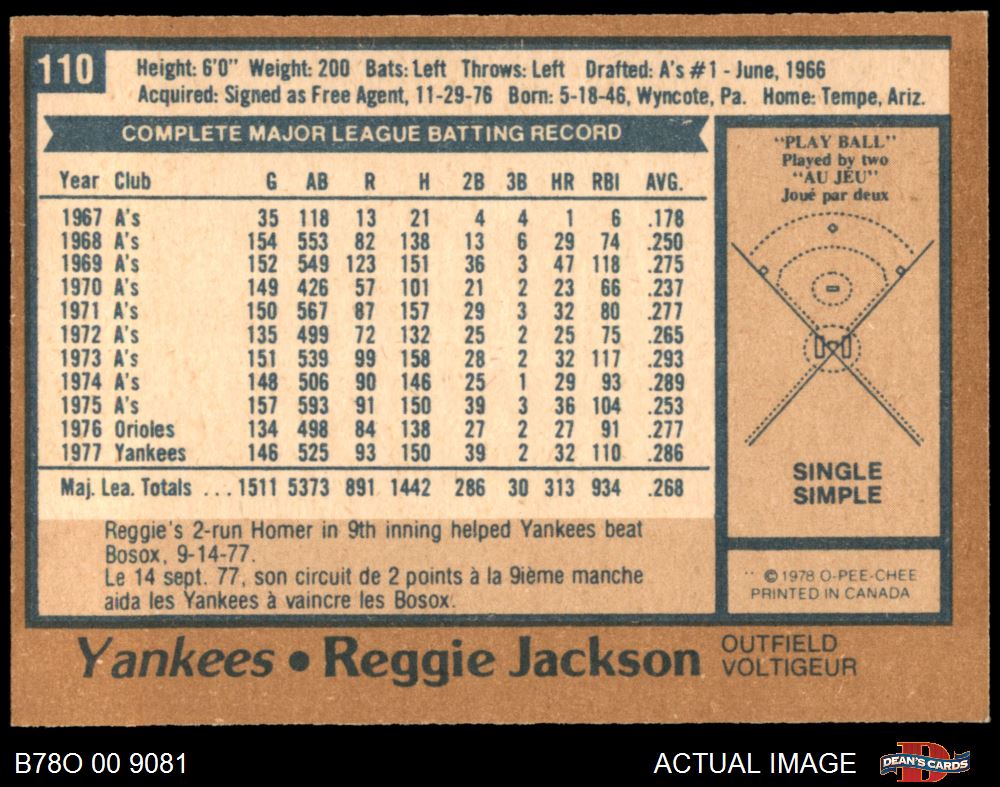 110
Height: 6'0" Weight: 200 Bats: Left Throws: Left Drafted: A's #1 - June, 1966
Acquired: Signed as Free Agent, 11-29-76 Born: 5-18-46, Wyncote, Pa. Home: Tempe, Ariz.
COMPLETE MAJOR LEAGUE BATTING RECORD
Year Club G AB R H 2B 3B HR RBI AVG.
1967 A's 35 118 13 21 4 4 1 6 .178
1968 A's 154 553 82 138 13 6 29 74 .250
1969 A's 152 549 123 151 36 3 47 118 .275
1970 A's 149 426 57 101 21 2 23 66 .237
1971 A's 150 567 87 157 29 3 32 80 .277
1972 A's 135 499 72 132 25 2 25 75 .265
1973 A's 151 539 99 158 28 2 32 117 .293
1974 A's 148 506 90 146 25 1 29 93 .289
1975 A's 157 593 91 150 39 3 36 104 .253
1976 Orioles 134 498 84 138 27 2 27 91 .277
1977 Yankees 146 525 93 150 39 2 32 110 .286
Maj. Lea. Totals ... 1511 5373 891 1442 286 30 313 934 .268
Reggie's 2-run Homer in 9th inning helped Yankees beat
Bosox, 9-14-77.
Le 14 sept. 77, son circuit de 2 points à la 9ième manche
aida les Yankees à vaincre les Bosox.
"PLAY BALL"
Played by two
"AU JEU"
Joué par deux
SINGLE
SIMPLE
© 1978 O-PEE-CHEE
PRINTED IN CANADA
Yankees • Reggie Jackson
OUTFIELD
VOLTIGEUR
B78O 00 9081
ACTUAL IMAGE
DEAN'S CARDS